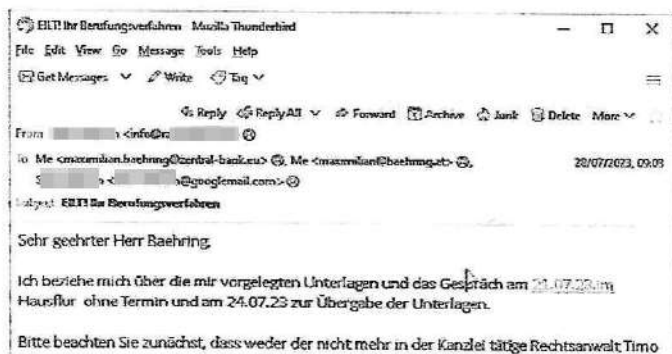 EILT! Ihr Berufungsverfahren - Mozilla Thunderbird
File Edit View Go Message Tools Help
Get Messages Write Tag
Reply Reply All Forward Archive Junk Delete More
From <info@
To Me <maximilian.baehring@zentral-bank.eu>, Me <maximilian@baehring.at>, 28/07/2023, 09:03
@googlemail.com>
Subject EILT! Ihr Berufungsverfahren
Sehr geehrter Herr Baehring,
Ich beziehe mich über die mir vorgelegten Unterlagen und das Gespräch am 21.07.23 im
Hausflur ohne Termin und am 24.07.23 zur Übergabe der Unterlagen.
Bitte beachten Sie zunächst, dass weder der nicht mehr in der Kanzlei tätige Rechtsanwalt Timo